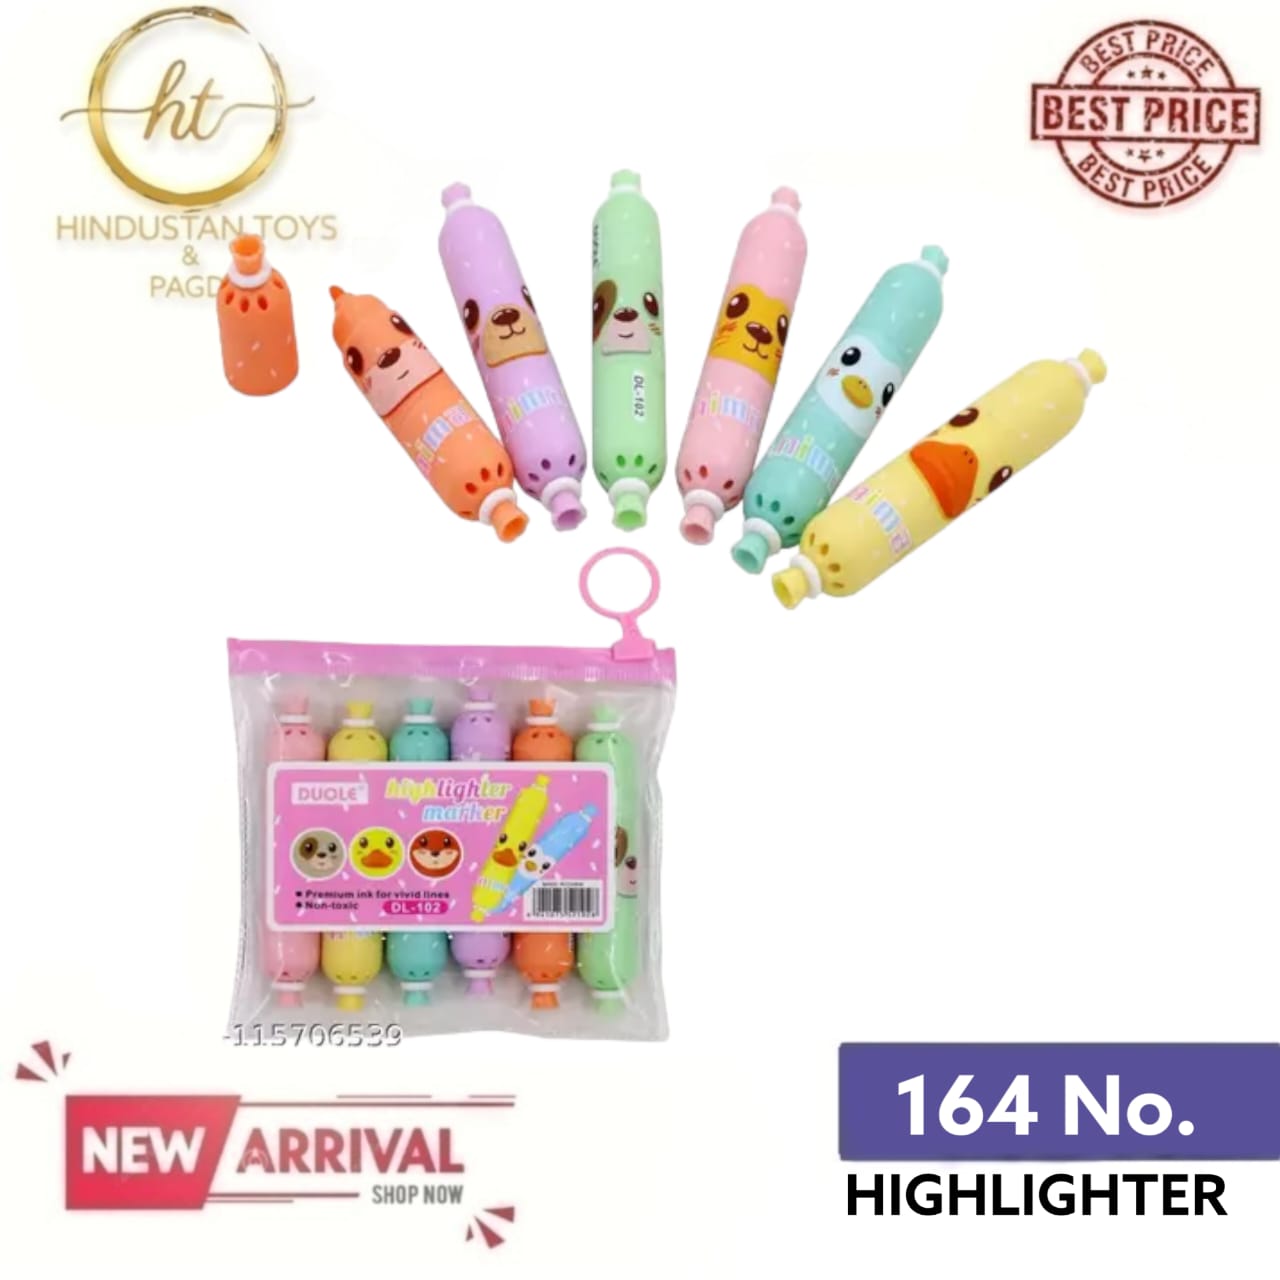 ht
HINDUSTAN TOYS
&
PAGD
BEST PRICE
BEST PRICE
BEST PRICE
DL-102
DUOLE
highlighter
marker
Premium ink for vivid lines
Non-toxic
DL-102
-115706539
NEW ARRIVAL
SHOP NOW
164 No.
HIGHLIGHTER